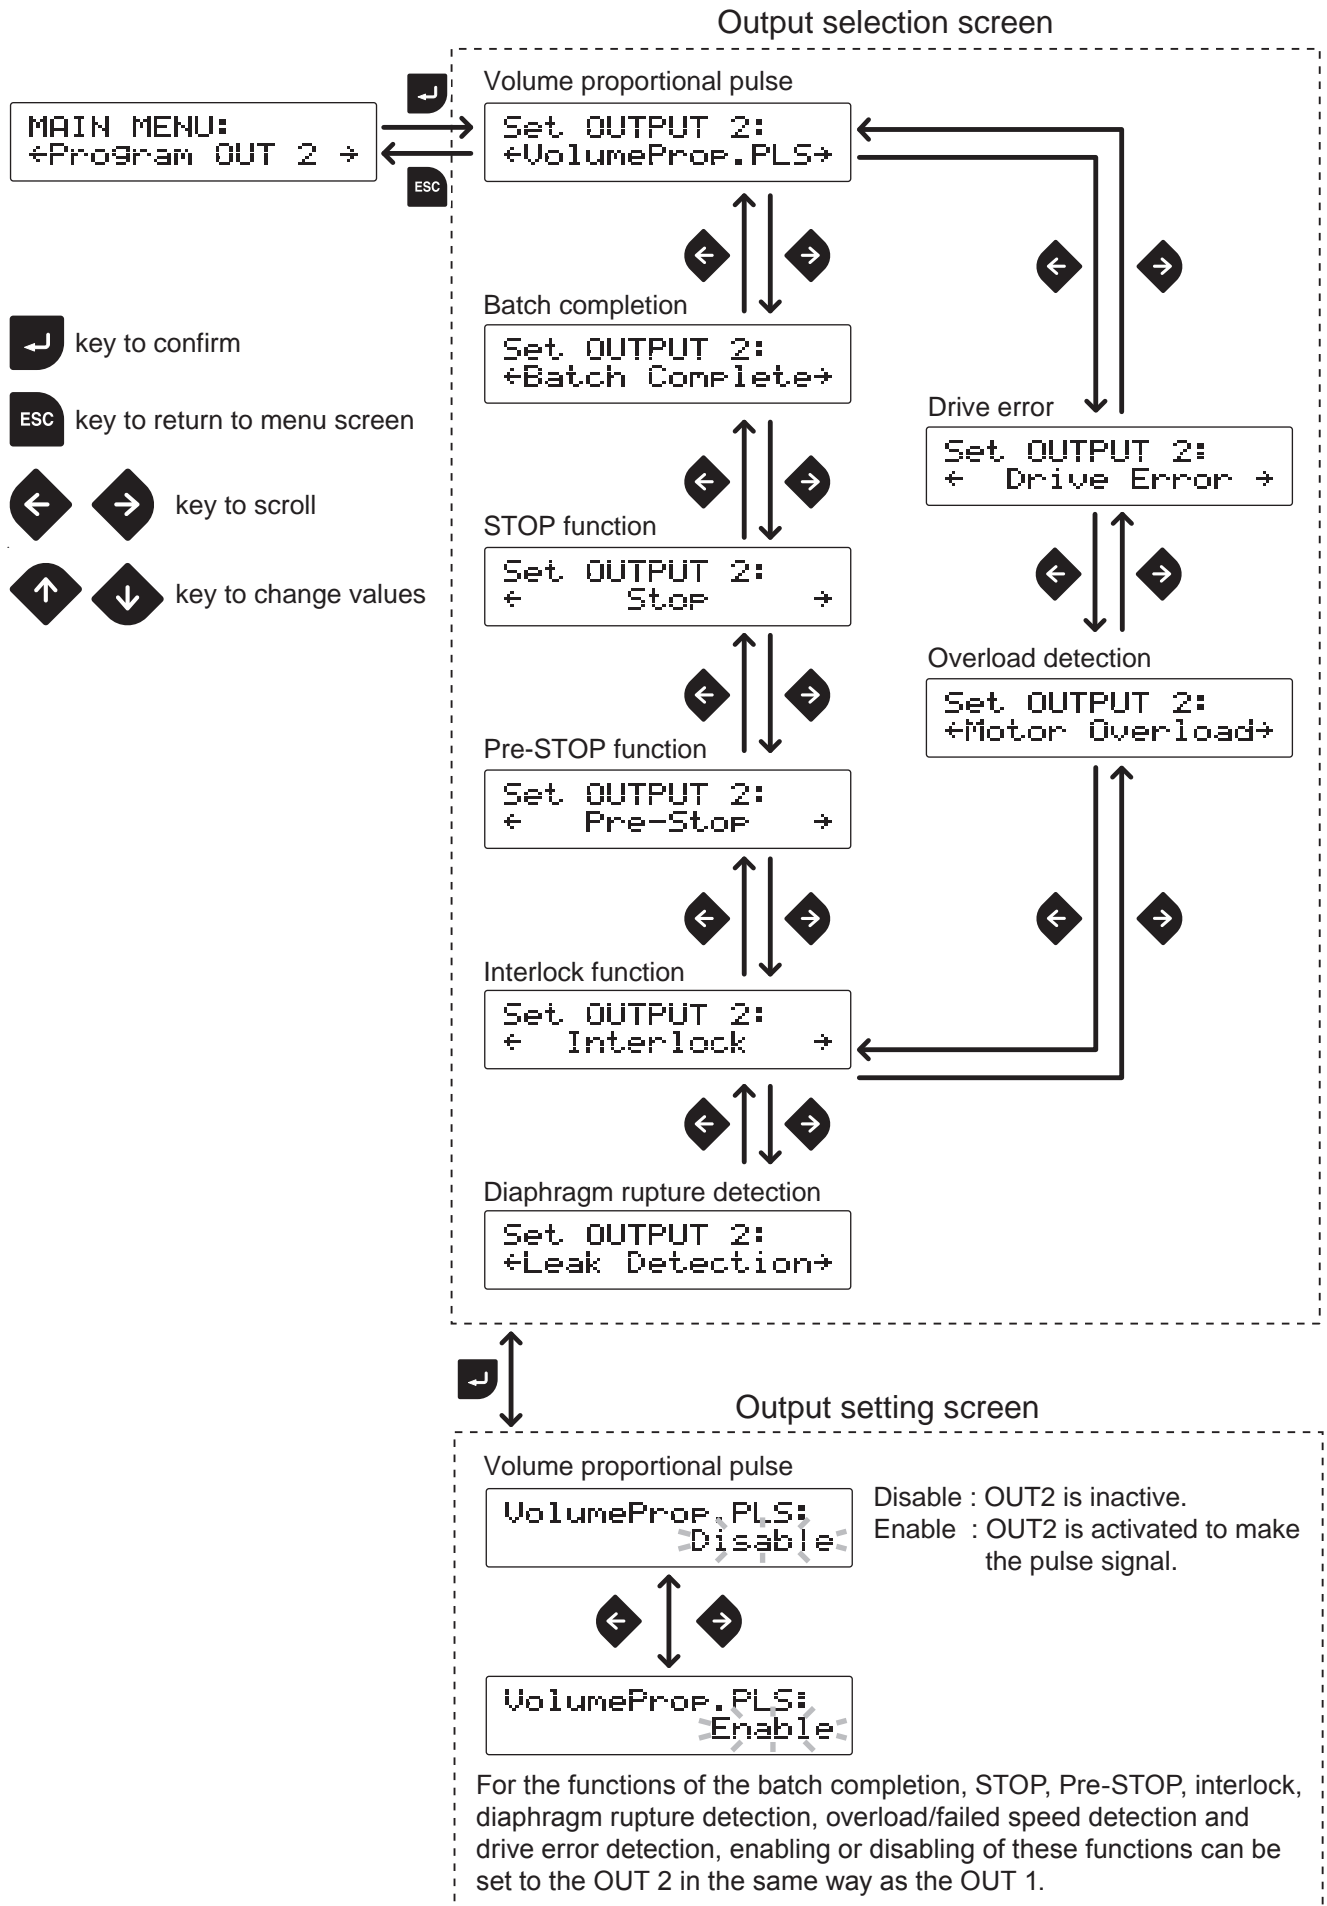 Output selection screen
Volume proportional pulse
MAIN MENU:
←Program OUT 2 →
ESC
Set OUTPUT 2:
←VolumeProp.PLS→
Batch completion
Set OUTPUT 2:
←Batch Complete→
key to confirm
ESC key to return to menu screen
key to scroll
key to change values
STOP function
Set OUTPUT 2:
← Stop →
Pre-STOP function
Set OUTPUT 2:
← Pre-Stop →
Interlock function
Set OUTPUT 2:
← Interlock →
Diaphragm rupture detection
Set OUTPUT 2:
←Leak Detection→
Drive error
Set OUTPUT 2:
← Drive Error →
Overload detection
Set OUTPUT 2:
←Motor Overload→
Output setting screen
Volume proportional pulse
VolumeProp.PLS:
Disable
Disable : OUT2 is inactive.
Enable : OUT2 is activated to make
the pulse signal.
VolumeProp.PLS:
Enable
For the functions of the batch completion, STOP, Pre-STOP, interlock,
diaphragm rupture detection, overload/failed speed detection and
drive error detection, enabling or disabling of these functions can be
set to the OUT 2 in the same way as the OUT 1.